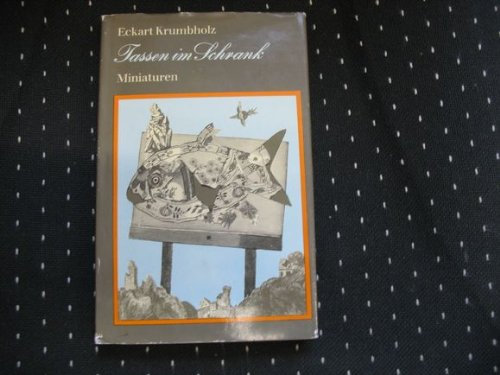 Eckart Krumbholz
Tassen im Schrank
Miniaturen